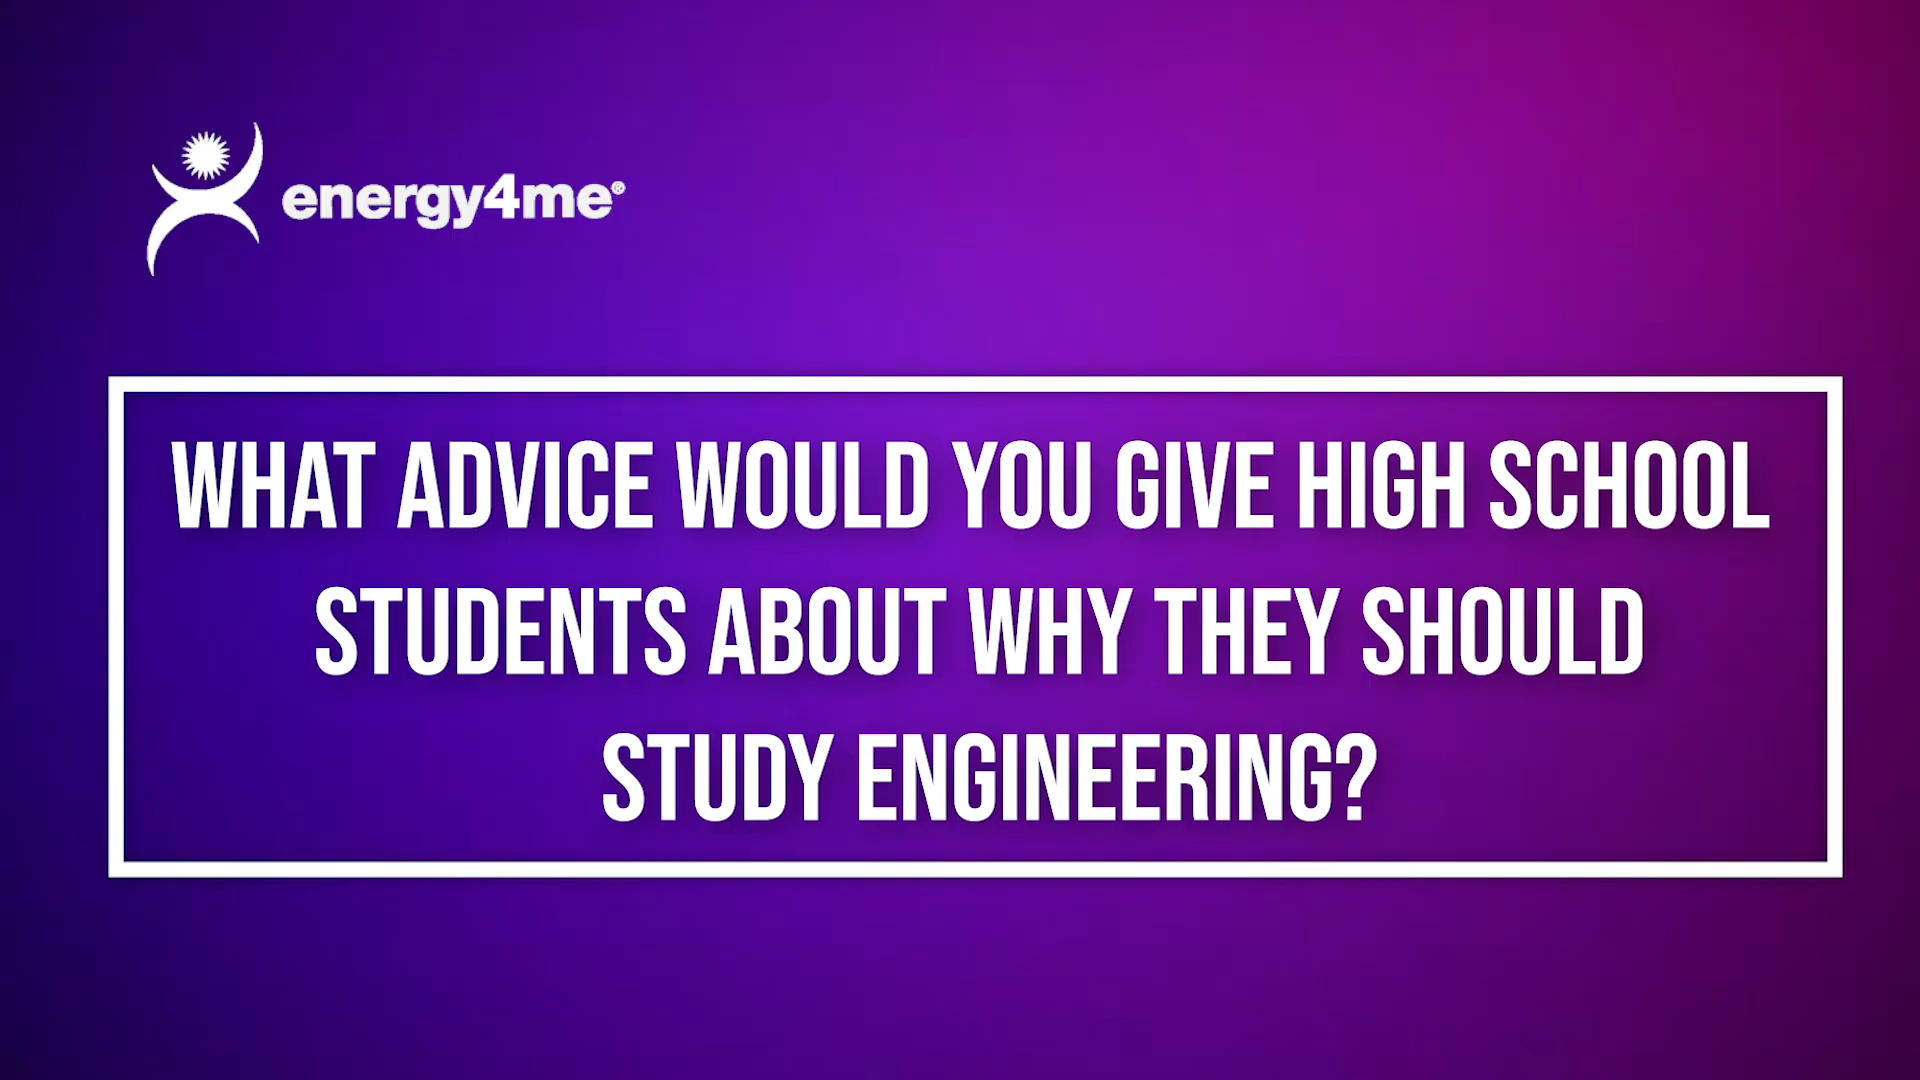 energy4me®
WHAT ADVICE WOULD YOU GIVE HIGH SCHOOL
STUDENTS ABOUT WHY THEY SHOULD
STUDY ENGINEERING?